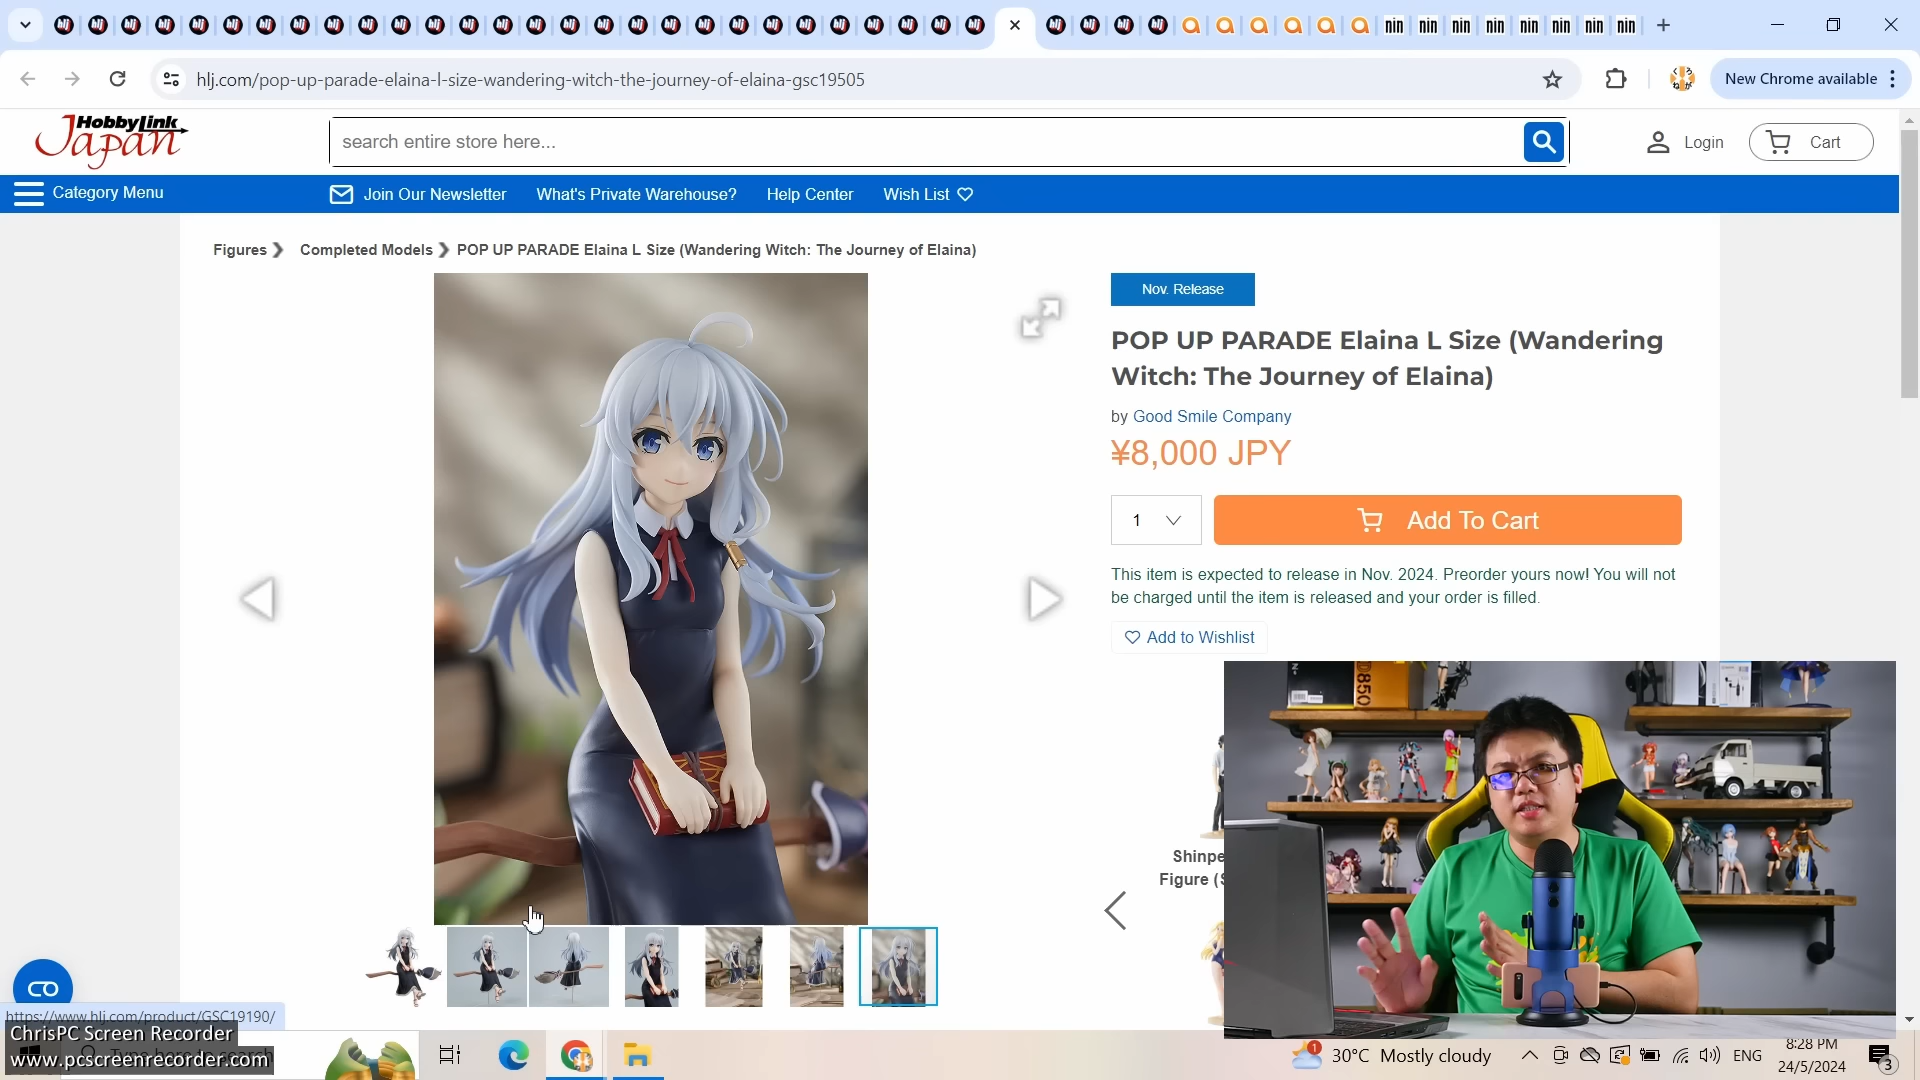 hlj.com/pop-up-parade-elaina-l-size-wandering-witch-the-journey-of-elaina-gsc19505
New Chrome available
HobbyLink
Japan
search entire store here...
Login
Cart
Category Menu
Join Our Newsletter
What's Private Warehouse?
Help Center
Wish List
Figures
Completed Models
POP UP PARADE Elaina L Size (Wandering Witch: The Journey of Elaina)
Nov. Release
POP UP PARADE Elaina L Size (Wandering
Witch: The Journey of Elaina)
by Good Smile Company
¥8,000 JPY
1
Add To Cart
This item is expected to release in Nov. 2024. Preorder yours now! You will not
be charged until the item is released and your order is filled.
Add to Wishlist
Shinpe
Figure (S
https://www.hlj.com/product/GSC19190/
ChrisPC Screen Recorder
www.pcscreenrecorder.com
30°C Mostly cloudy
ENG
8:28 PM
24/5/2024
3